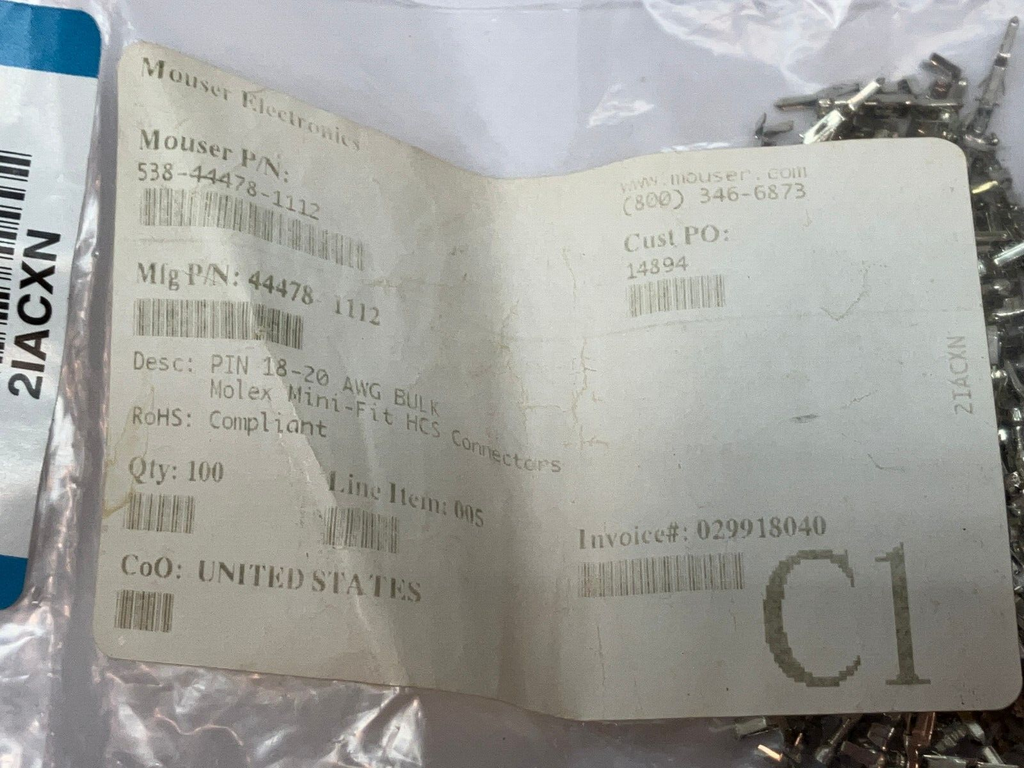 2IACXN
Mouser Electronics
Mouser P/N:
538-44478-1112
Mfg P/N: 44478-1112
Desc: PIN 18-20 AWG BULK
Molex Mini-Fit HCS Connectors
RoHS: Compliant
Qty: 100
Line Item: 005
CoO: UNITED STATES
www.mouser.com
(800) 346-6873
Cust PO:
14894
Invoice#: 029918040
C1
2IACXN